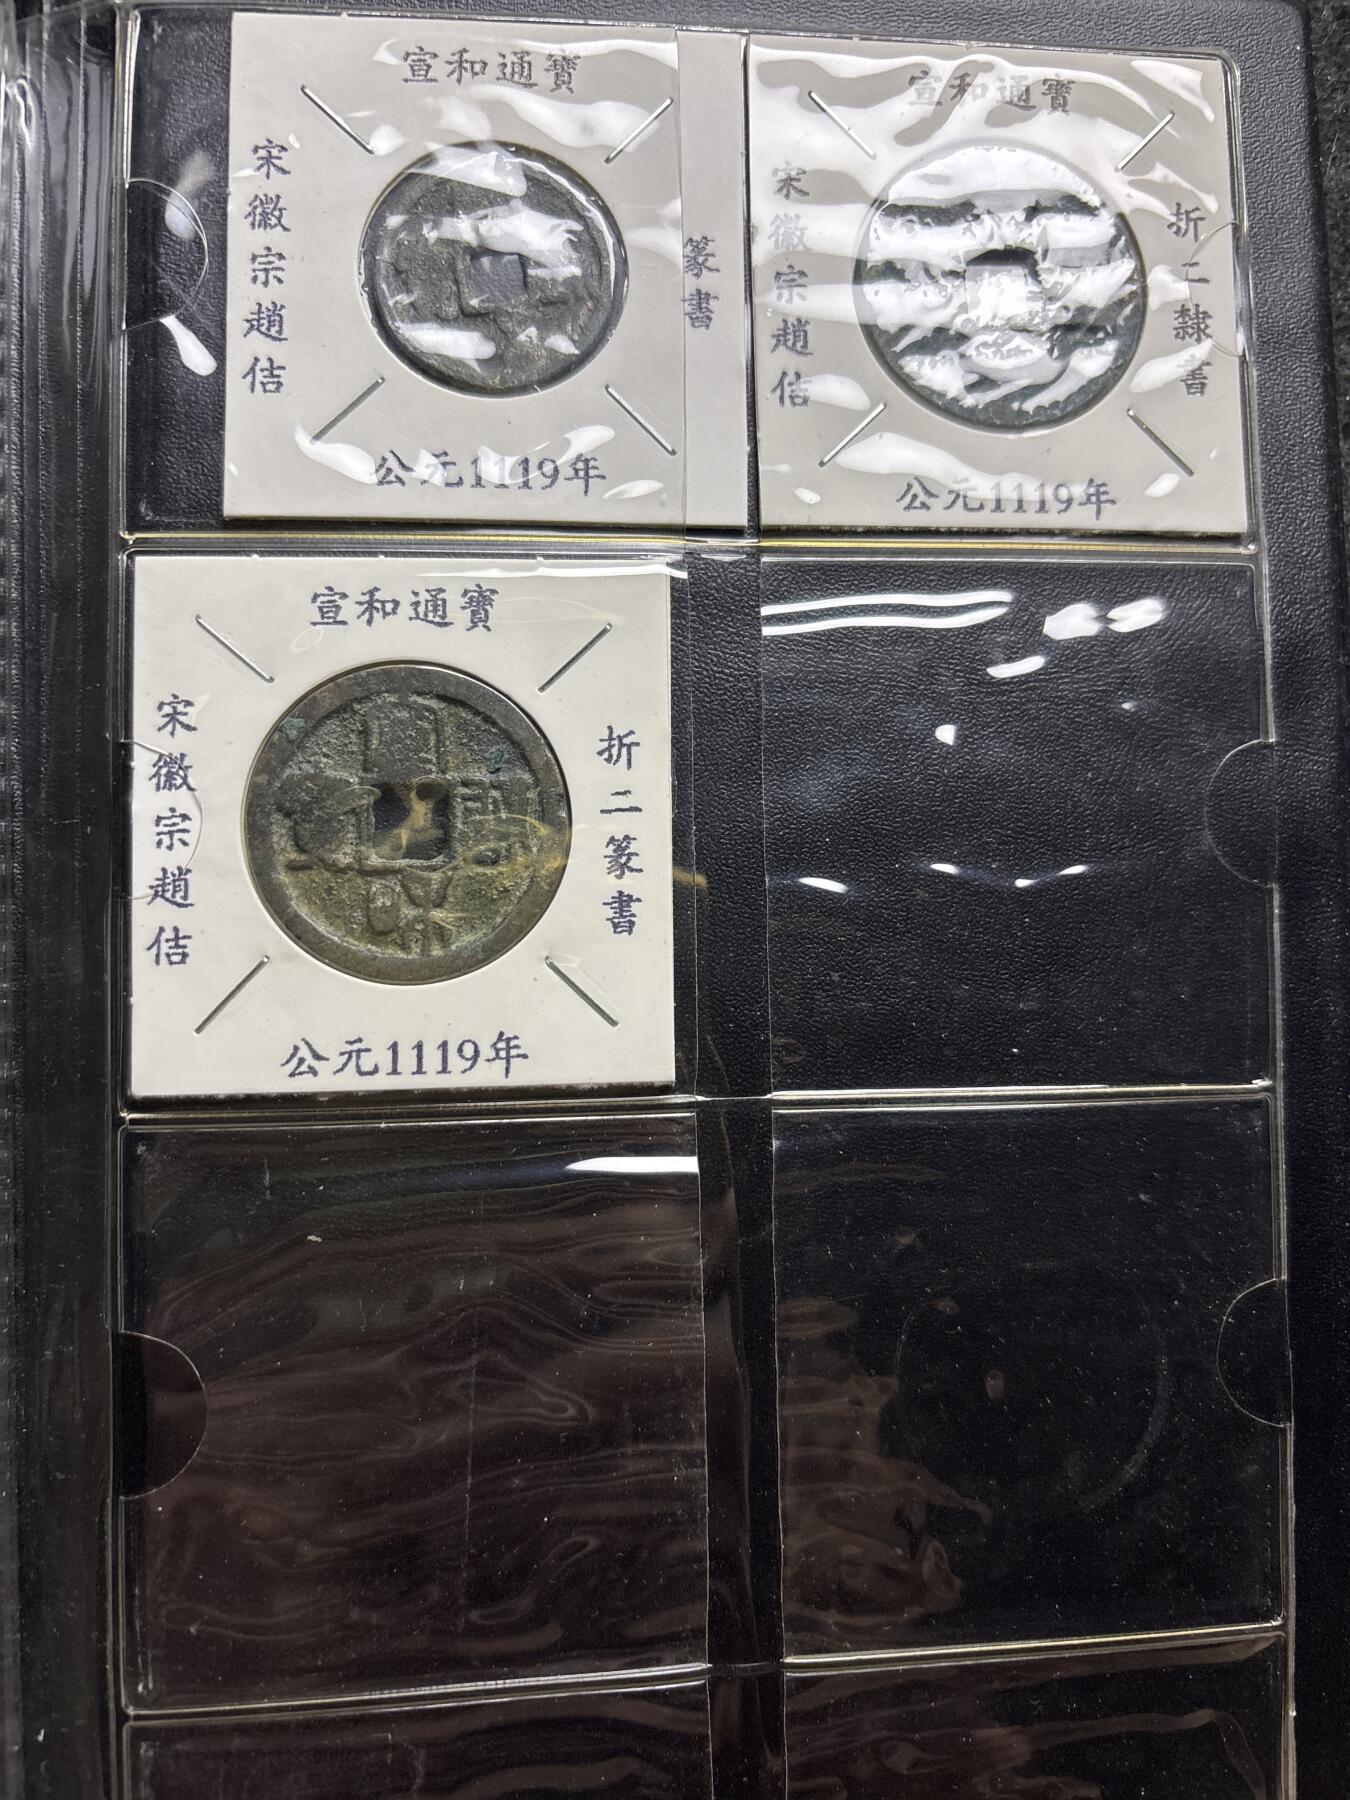 宣和通寶
宋徽宗趙佶
篆書
公元1119年
宣和通寶
宋徽宗趙佶
折二隸書
公元1119年
宣和通寶
宋徽宗趙佶
折二篆書
公元1119年